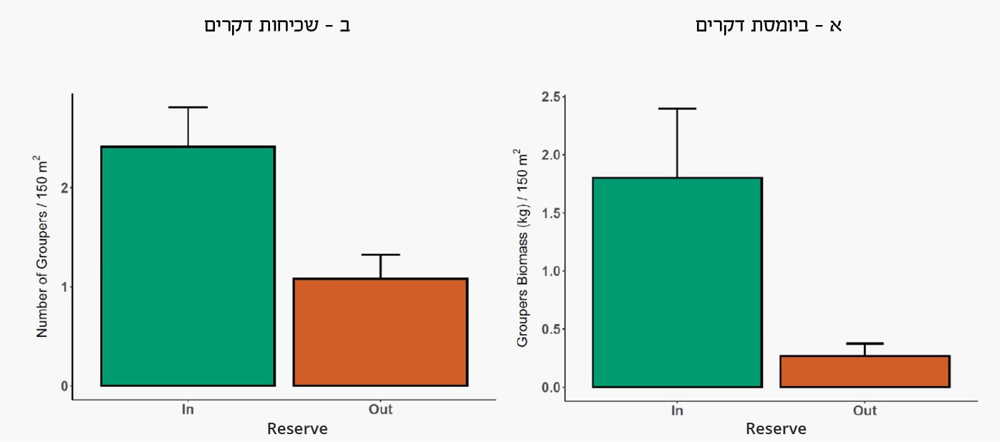 א - ביומסת דקרים
2.5
2.0
1.5
1.0
0.5
0.0
Groupers Biomass (kg) / 150 m²
In
Out
Reserve
ב - שכיחות דקרים
2
1
0
Number of Groupers / 150 m²
In
Out
Reserve